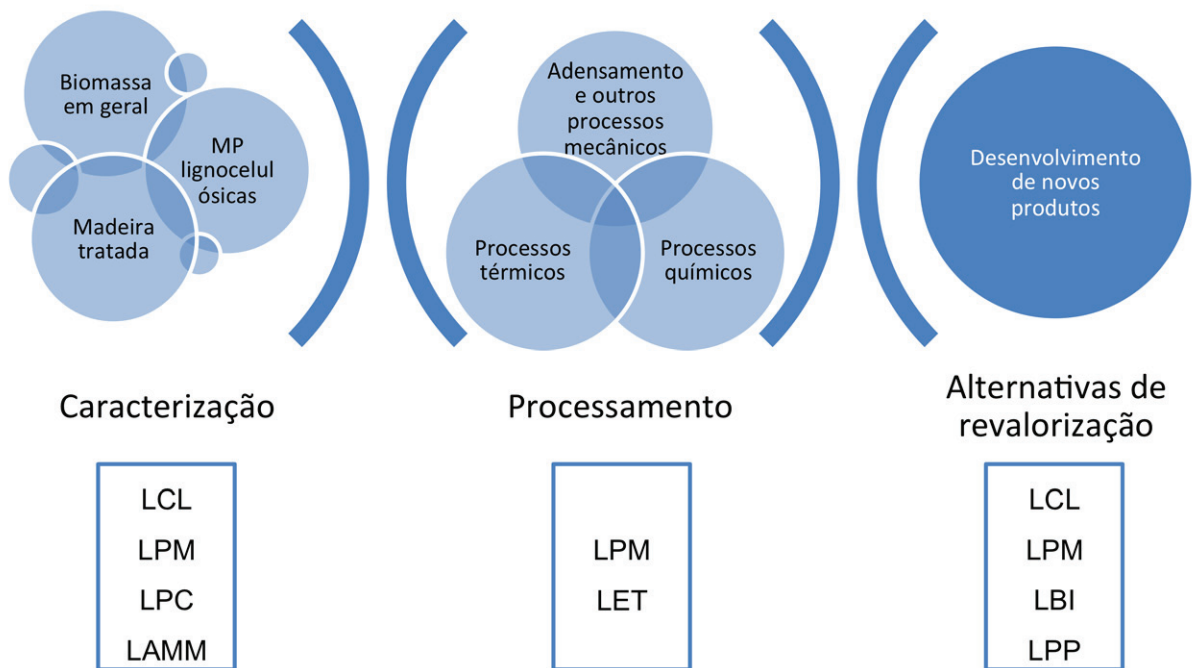 Biomassa
em geral
MP
lignocelul
ósicas
Madeira
tratada
Adensamento
e outros
processos
mecânicos
Processos
térmicos
Processos
químicos
Desenvolvimento
de novos
produtos
Caracterização
Processamento
Alternativas de
revalorização
LCL
LPM
LPC
LAMM
LPM
LET
LCL
LPM
LBI
LPP